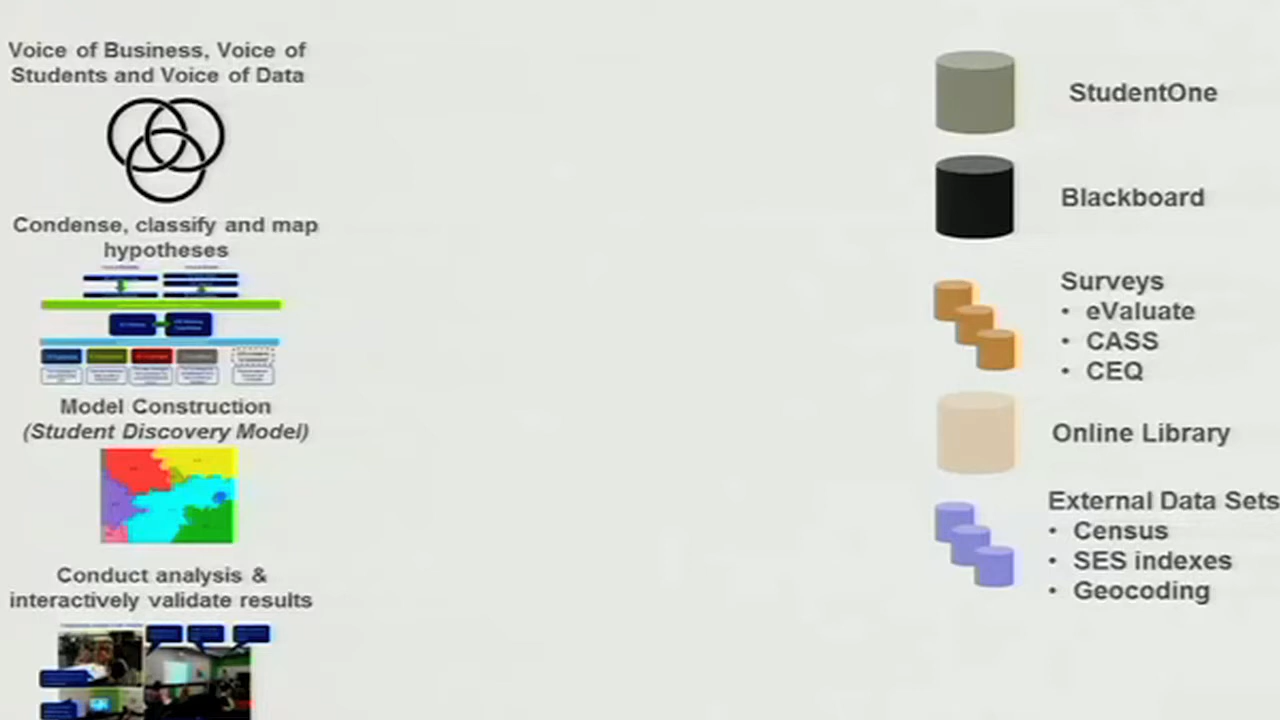 Voice of Business, Voice of
Students and Voice of Data
Condense, classify and map
hypotheses
Model Construction
(Student Discovery Model)
Conduct analysis &
interactively validate results
StudentOne
Blackboard
Surveys
• eValuate
• CASS
• CEQ
Online Library
External Data Sets
• Census
• SES indexes
• Geocoding